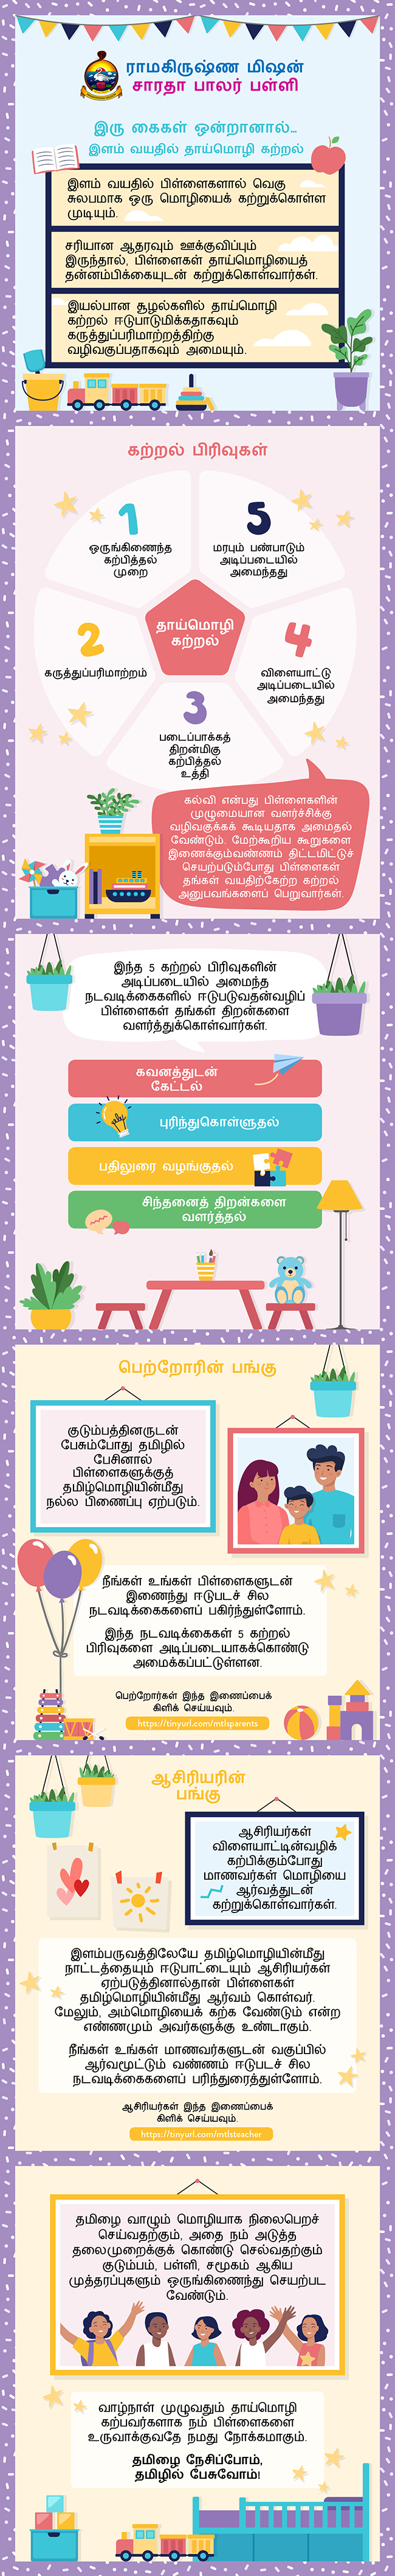 ராமகிருஷ்ண மிஷன்
சாரதா பாலர் பள்ளி
இரு கைகள் ஒன்றானால்...
இளம் வயதில் தாய்மொழி கற்றல்
இளம் வயதில் பிள்ளைகளால் வெகு
சுலபமாக ஒரு மொழியைக் கற்றுக்கொள்ள
முடியும்.
சரியான ஆதரவும் ஊக்குவிப்பும்
இருந்தால், பிள்ளைகள் தாய்மொழியைத்
தன்னம்பிக்கையுடன் கற்றுக்கொள்வார்கள்.
இயல்பான சூழல்களில் தாய்மொழி
கற்றல் ஈடுபாடுமிக்கதாகவும்
கருத்துப்பரிமாற்றத்திற்கு
வழிவகுப்பதாகவும் அமையும்.
கற்றல் பிரிவுகள்
1
ஒருங்கிணைந்த
கற்பித்தல்
முறை
5
மரபும் பண்பாடும்
அடிப்படையில்
அமைந்தது
தாய்மொழி
கற்றல்
2
கருத்துப்பரிமாற்றம்
4
விளையாட்டு
அடிப்படையில்
அமைந்தது
3
படைப்பாக்கத்
திறன்மிகு
கற்பித்தல்
உத்தி
கல்வி என்பது பிள்ளைகளின்
முழுமையான வளர்ச்சிக்கு
வழிவகுக்கக் கூடியதாக அமைதல்
வேண்டும். மேற்கூறிய கூறுகளை
இணைக்கும்வண்ணம் திட்டமிட்டுச்
செயற்படும்போது பிள்ளைகள்
தங்கள் வயதிற்கேற்ற கற்றல்
அனுபவங்களைப் பெறுவார்கள்.
இந்த 5 கற்றல் பிரிவுகளின்
அடிப்படையில் அமைந்த
நடவடிக்கைகளில் ஈடுபடுவதன்வழிப்
பிள்ளைகள் தங்கள் திறன்களை
வளர்த்துக்கொள்வார்கள்.
கவனத்துடன்
கேட்டல்
புரிந்துகொள்ளுதல்
பதிலுரை வழங்குதல்
சிந்தனைத் திறன்களை
வளர்த்தல்
பெற்றோரின் பங்கு
குடும்பத்தினருடன்
பேசும்போது தமிழில்
பேசினால்
பிள்ளைகளுக்குத்
தமிழ்மொழியின்மீது
நல்ல பிணைப்பு ஏற்படும்.
நீங்கள் உங்கள் பிள்ளைகளுடன்
இணைந்து ஈடுபடச் சில
நடவடிக்கைகளைப் பகிர்ந்துள்ளோம்.
இந்த நடவடிக்கைகள் 5 கற்றல்
பிரிவுகளை அடிப்படையாகக்கொண்டு
அமைக்கப்பட்டுள்ளன.
பெற்றோர்கள் இந்த இணைப்பைக்
கிளிக் செய்யவும்.
https://tinyurl.com/mtlsparents
ஆசிரியரின்
பங்கு
ஆசிரியர்கள்
விளையாட்டின்வழிக்
கற்பிக்கும்போது
மாணவர்கள் மொழியை
ஆர்வத்துடன்
கற்றுக்கொள்வார்கள்.
இளம்பருவத்திலேயே தமிழ்மொழியின்மீது
நாட்டத்தையும் ஈடுபாட்டையும் ஆசிரியர்கள்
ஏற்படுத்தினால்தான் பிள்ளைகள்
தமிழ்மொழியின்மீது ஆர்வம் கொள்வர்.
மேலும், அம்மொழியைக் கற்க வேண்டும் என்ற
எண்ணமும் அவர்களுக்கு உண்டாகும்.
நீங்கள் உங்கள் மாணவர்களுடன் வகுப்பில்
ஆர்வமூட்டும் வண்ணம் ஈடுபடச் சில
நடவடிக்கைகளைப் பரிந்துரைத்துள்ளோம்.
ஆசிரியர்கள் இந்த இணைப்பைக்
கிளிக் செய்யவும்.
https://tinyurl.com/mtlsteacher
தமிழை வாழும் மொழியாக நிலைபெறச்
செய்வதற்கும், அதை நம் அடுத்த
தலைமுறைக்குக் கொண்டு செல்வதற்கும்
குடும்பம், பள்ளி, சமூகம் ஆகிய
முத்தரப்புகளும் ஒருங்கிணைந்து செயற்பட
வேண்டும்.
வாழ்நாள் முழுவதும் தாய்மொழி
கற்பவர்களாக நம் பிள்ளைகளை
உருவாக்குவதே நமது நோக்கமாகும்.
தமிழை நேசிப்போம்,
தமிழில் பேசுவோம்!